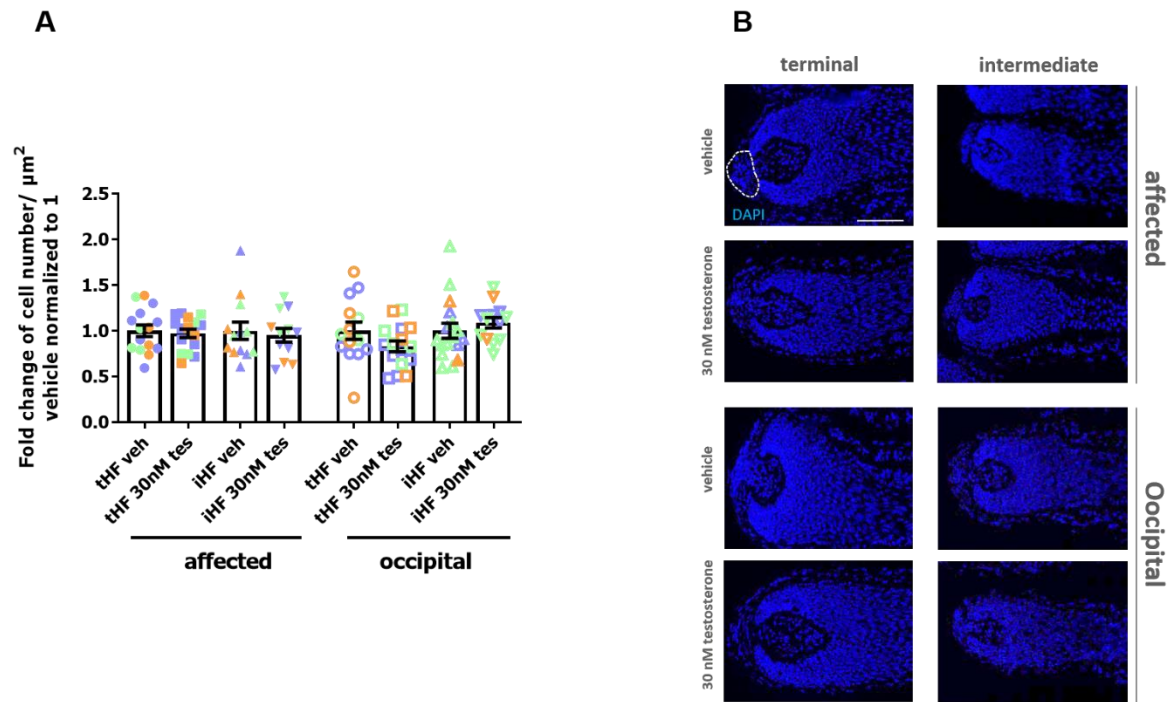 A
Fold change of cell number/ µm²
vehicle normalized to 1
2.5
2.0
1.5
1.0
0.5
0.0
tHF veh
tHF 30nM tes
iHF veh
iHF 30nM tes
tHF veh
tHF 30nM tes
iHF veh
iHF 30nM tes
affected
occipital
B
terminal
intermediate
vehicle
DAPI
30 nM testosterone
affected
vehicle
30 nM testosterone
Oocipital